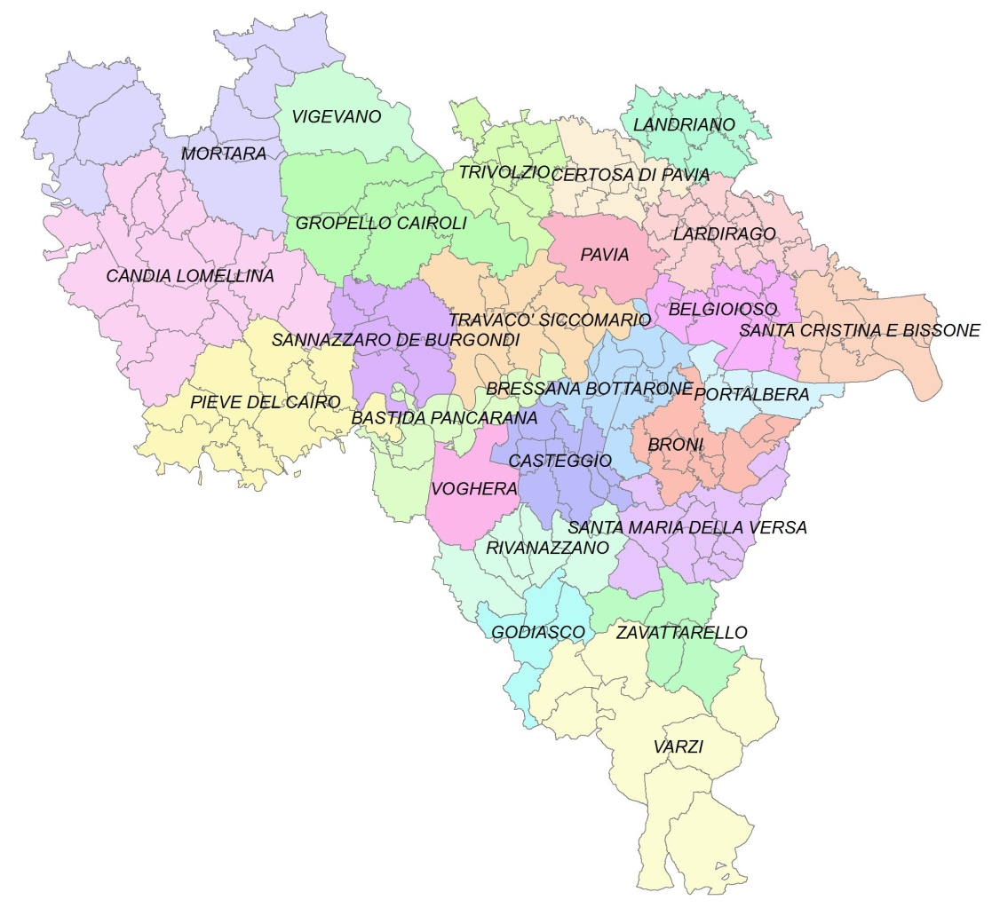 VIGEVANO
LANDRIANO
MORTARA
TRIVOLZIO
CERTOSA DI PAVIA
GROPELLO CAIROLI
LARDIRAGO
PAVIA
CANDIA LOMELLINA
BELGIOIOSO
TRAVACO' SICCOMARIO
SANTA CRISTINA E BISSONE
SANNAZZARO DE BURGONDI
BRESSANA BOTTARONE
PORTALBERA
PIEVE DEL CAIRO
BASTIDA PANCARANA
BRONI
CASTEGGIO
VOGHERA
SANTA MARIA DELLA VERSA
RIVANAZZANO
GODIASCO
ZAVATTARELLO
VARZI